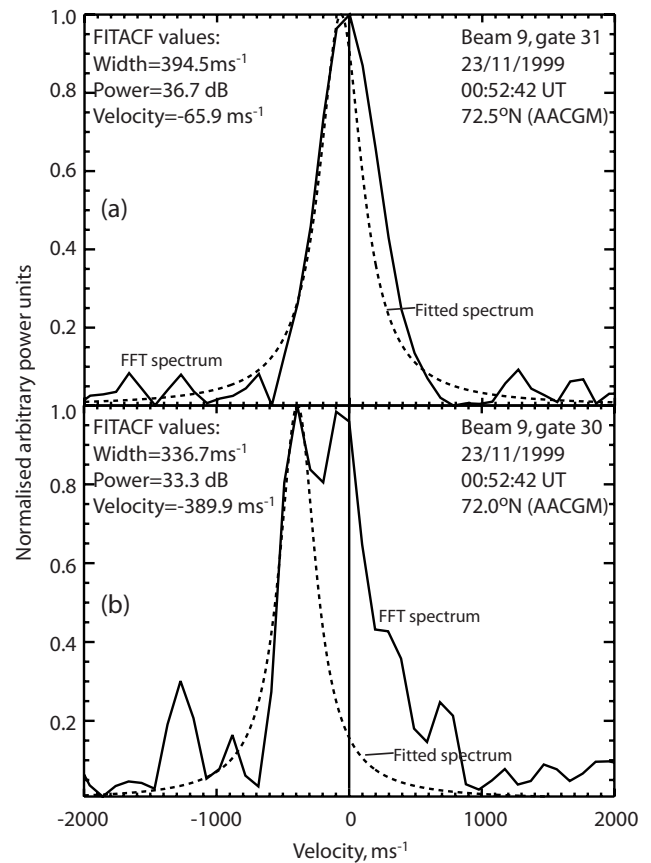 Normalised arbitrary power units
1.0
0.8
0.6
0.4
0.2
FITACF values:
Width=394.5ms⁻¹
Power=36.7 dB
Velocity=-65.9 ms⁻¹
Beam 9, gate 31
23/11/1999
00:52:42 UT
72.5ºN (AACGM)
(a)
Fitted spectrum
FFT spectrum
1.0
0.8
0.6
0.4
0.2
FITACF values:
Width=336.7ms⁻¹
Power=33.3 dB
Velocity=-389.9 ms⁻¹
Beam 9, gate 30
23/11/1999
00:52:42 UT
72.0ºN (AACGM)
(b)
FFT spectrum
Fitted spectrum
-2000 -1000 0 1000 2000
Velocity, ms⁻¹